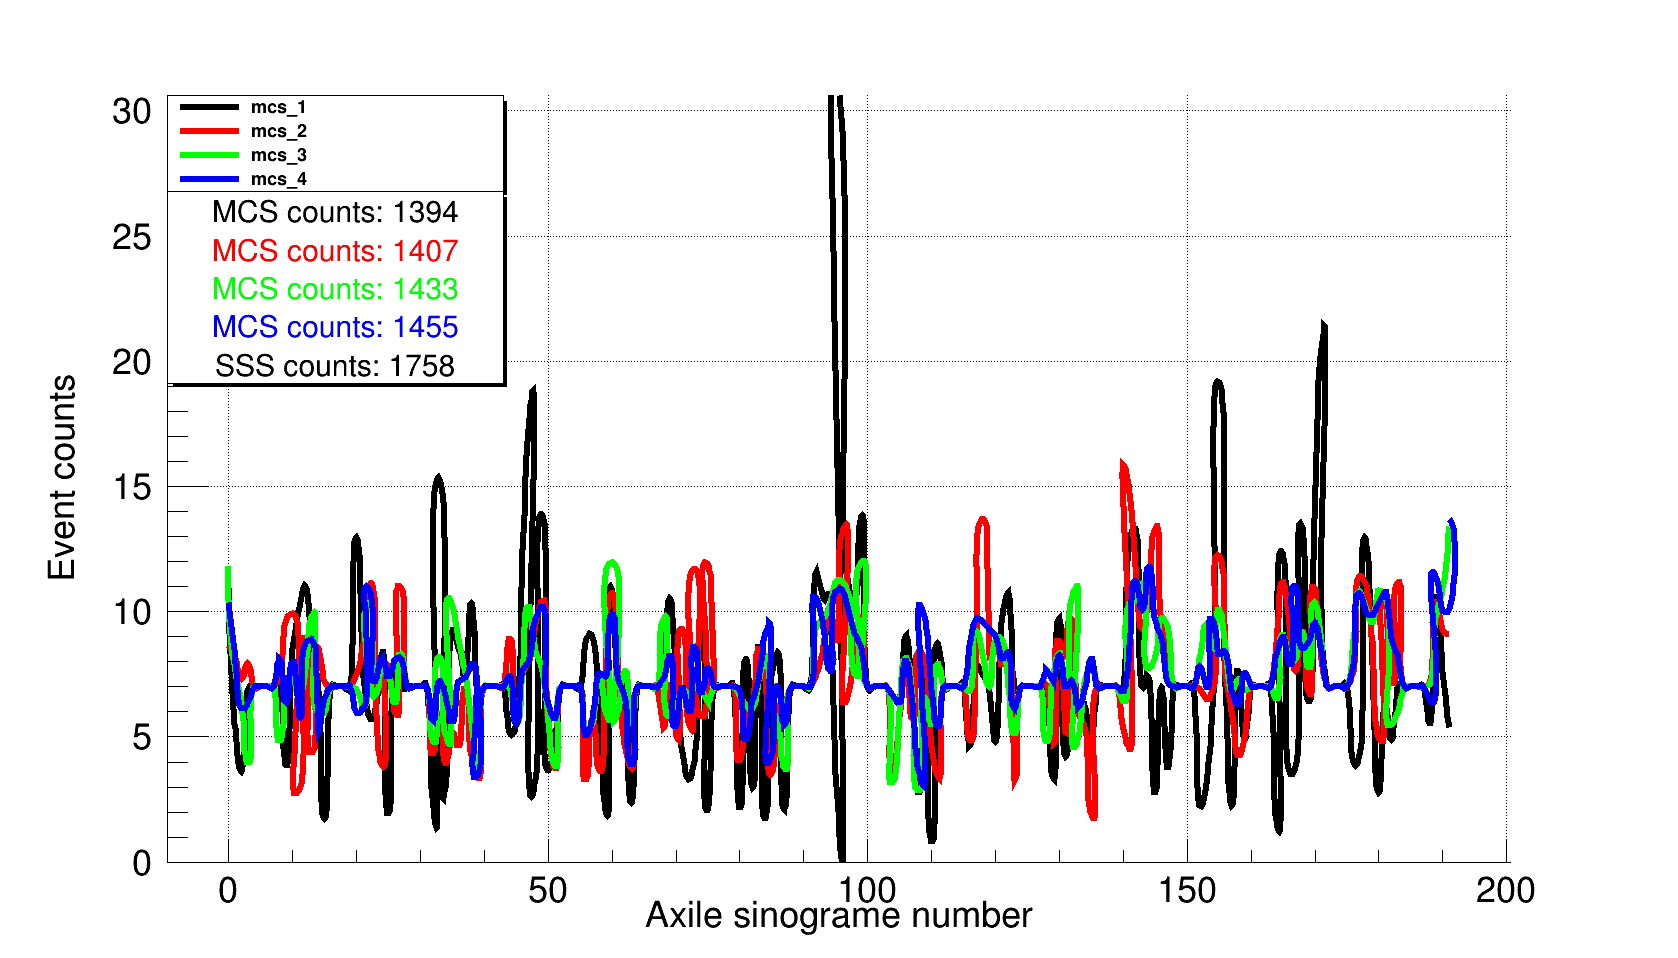 30
mcs_1
mcs_2
mcs_3
mcs_4
25
MCS counts: 1394
MCS counts: 1407
MCS counts: 1433
MCS counts: 1455
SSS counts: 1758
20
15
10
5
0
Event counts
0 50 100 150 200
Axile sinograme number